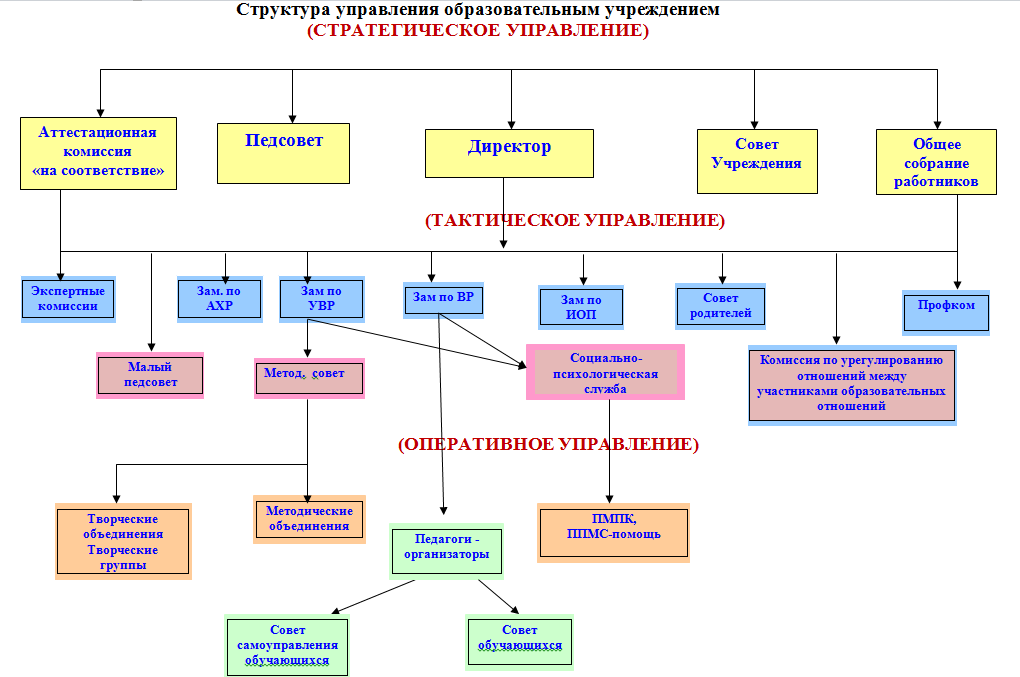 Структура управления образовательным учреждением
(СТРАТЕГИЧЕСКОЕ УПРАВЛЕНИЕ)
Аттестационная
комиссия
«на соответствие»
Педсовет
Директор
Совет
Учреждения
Общее
собрание
работников
(ТАКТИЧЕСКОЕ УПРАВЛЕНИЕ)
Экспертные
комиссии
Зам. по
АХР
Зам по
УВР
Зам по ВР
Зам по
ИОП
Совет
родителей
Профком
Малый
педсовет
Метод, совет
Социально-
психологическая
служба
Комиссия по урегулированию
отношений между
участниками образовательных
отношений
(ОПЕРАТИВНОЕ УПРАВЛЕНИЕ)
Творческие
объединения
Творческие
группы
Методические
объединения
Педагоги -
организаторы
ПМПК,
ППМС-помощь
Совет
самоуправления
обучающихся
Совет
обучающихся